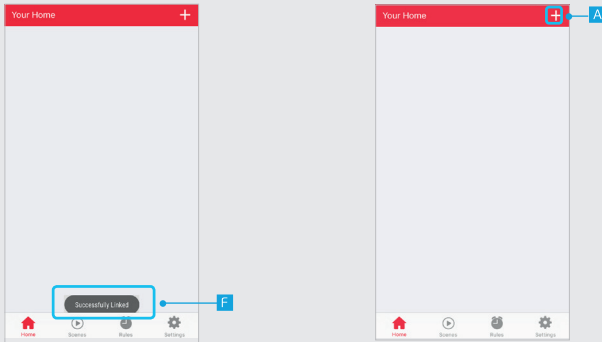 Your Home
Successfully Linked
F
Home
Scenes
Rules
Settings
Your Home
A
Home
Scenes
Rules
Settings